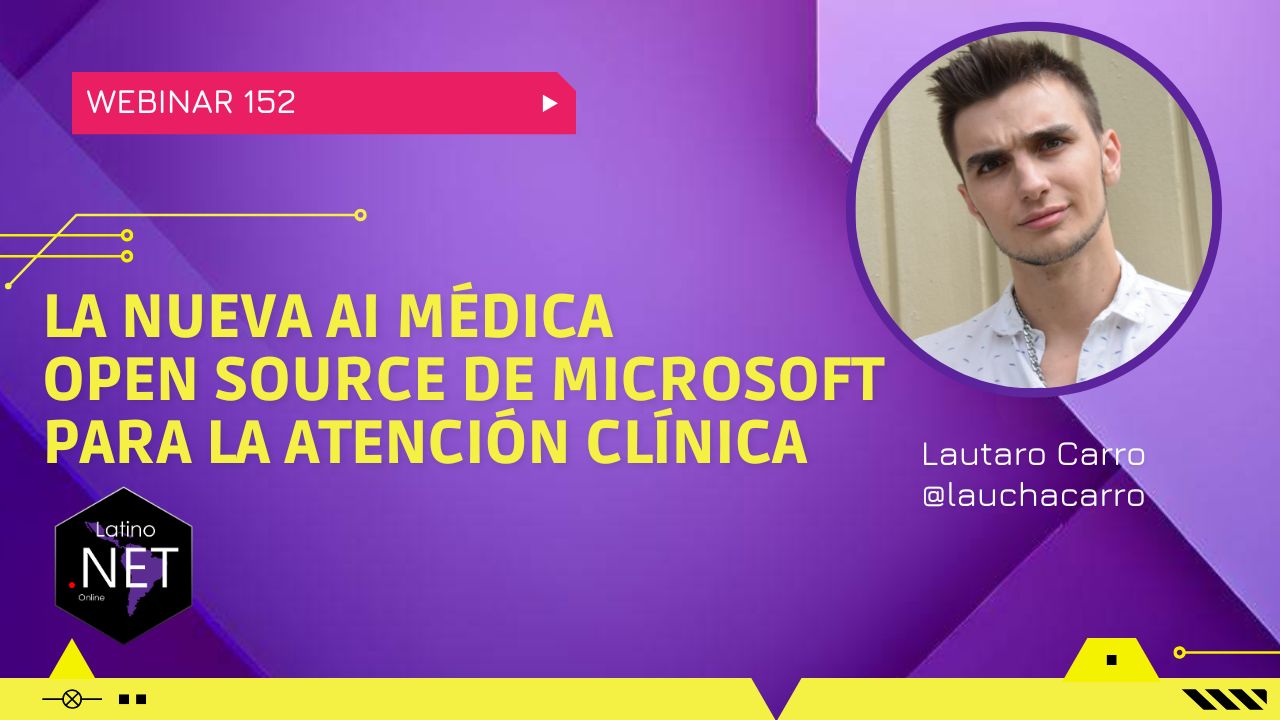 WEBINAR 152
LA NUEVA AI MÉDICA
OPEN SOURCE DE MICROSOFT
PARA LA ATENCIÓN CLÍNICA
Lautaro Carro
@lauchacarro
Latino
.NET
Online